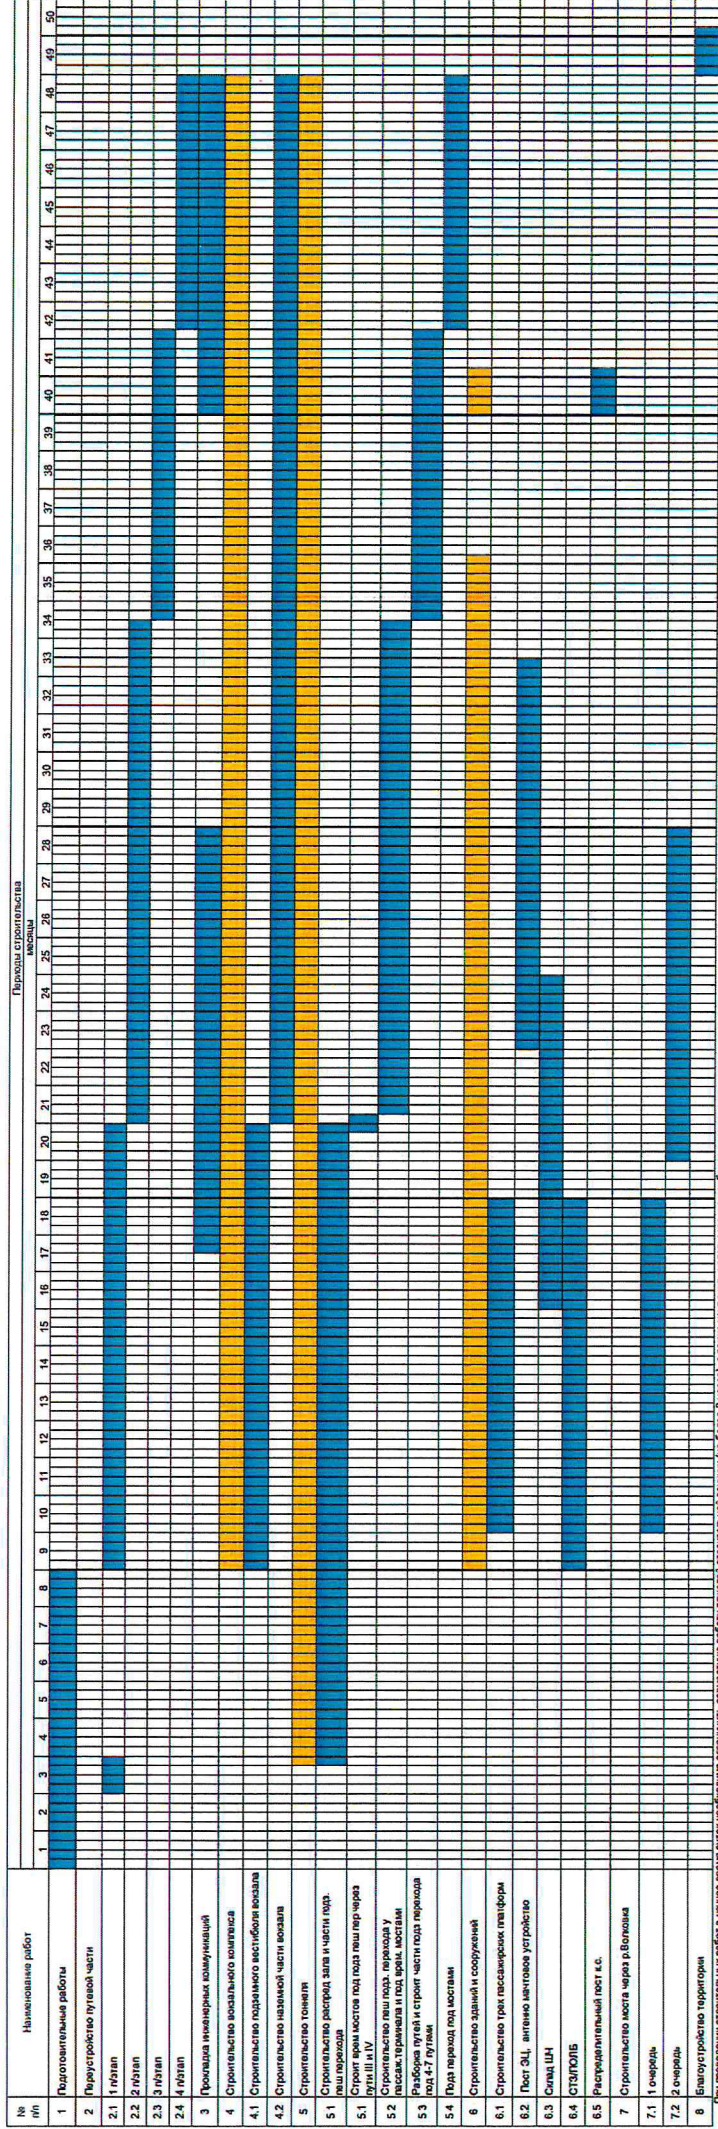 № п/п
Наименование работ
Периоды строительства
месяцы
1 2 3 4 5 6 7 8 9 10 11 12 13 14 15 16 17 18 19 20 21 22 23 24 25 26 27 28 29 30 31 32 33 34 35 36 37 38 39 40 41 42 43 44 45 46 47 48 49 50
1 Подготовительные работы
2 Переустройство путевой части
2.1 1 п/этап
2.2 2 п/этап
2.3 3 п/этап
2.4 4 п/этап
3 Прокладка инженерных коммуникаций
4 Строительство вокзального комплекса
4.1 Строительство подземного вестибюля вокзала
4.2 Строительство наземной части вокзала
5 Строительство тоннеля
5 1 Строительство распред зала и части подз.
пеш перехода
5.1 Строит врем мостов под подз пеш пер через
пути III и IV
5 2 Строительство пеш подз. перехода у
пассаж.терминала и под врем. мостами
5 3 Разборка путей и строит части подз перехода
под 4-7 путями
5 4 Подз переход под мостами
6 Строительство зданий и сооружений
6.1 Строительство трех пассажирских платформ
6.2 Пост ЭЦ, антенно мачтовое устройство
6.3 Склад ШН
6.4 СТЗ/ПОЛБ
6.5 Распределительный пост к.с.
7 Строительство моста через р.Волковка
7.1 1 очередь
7.2 2 очередь
8 Благоустройство территории